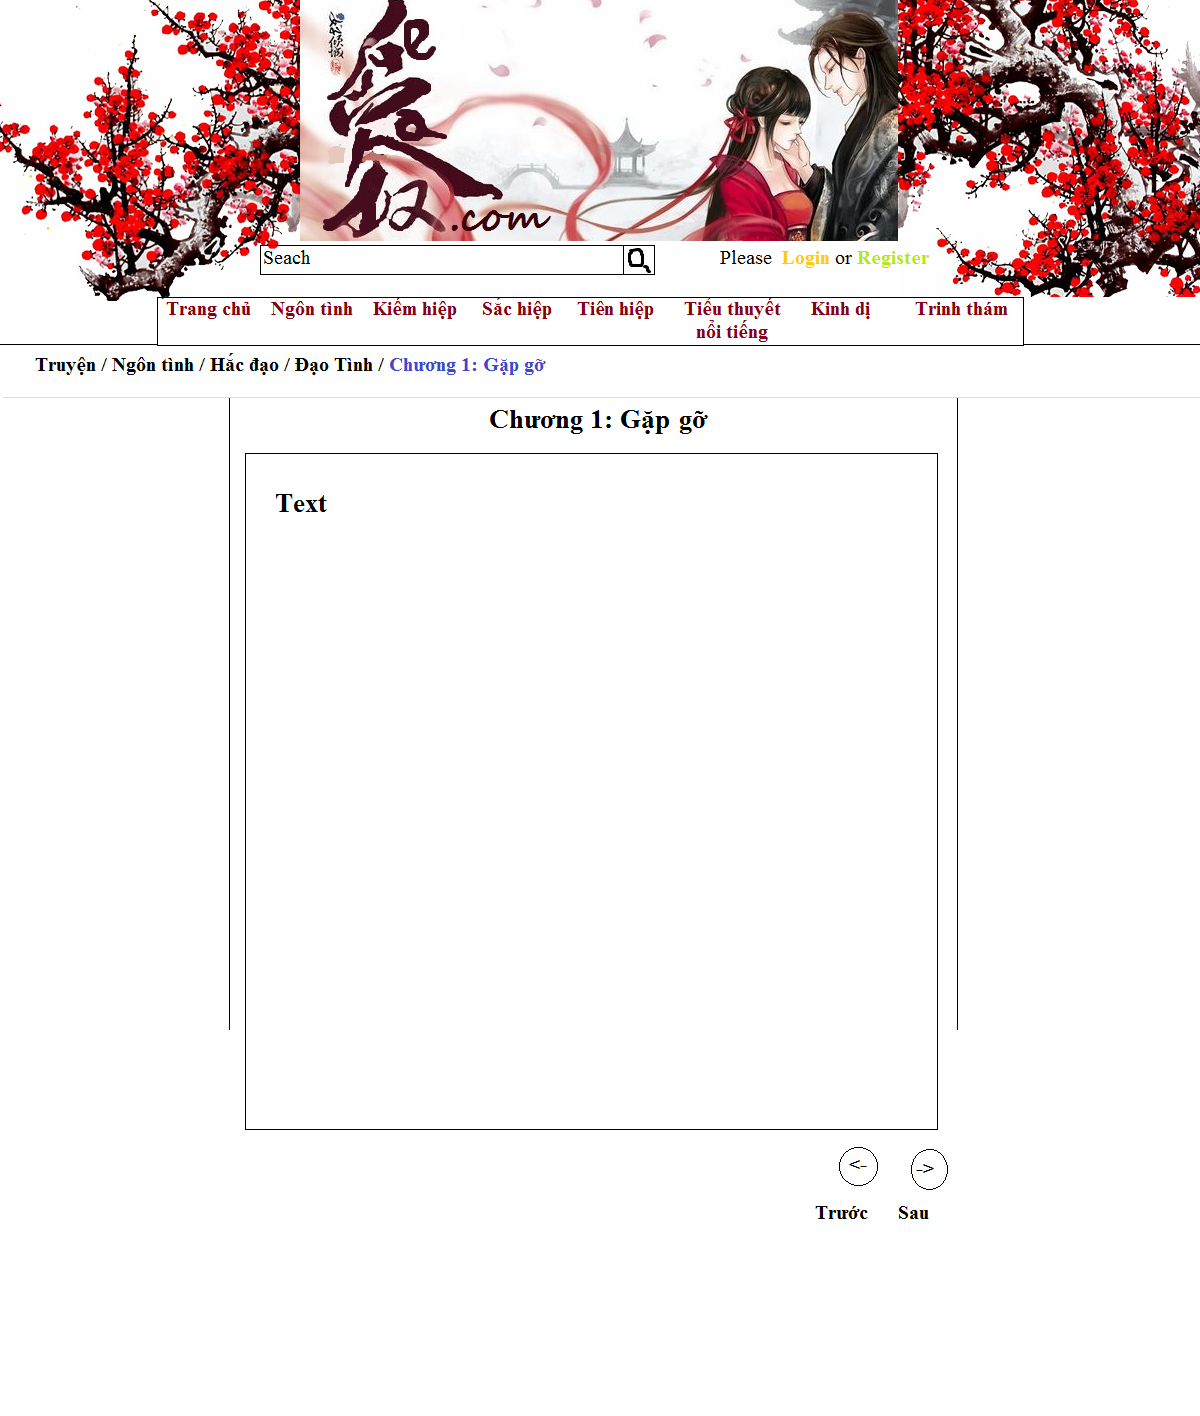 .com
Seach
Please Login or Register
Trang chủ Ngôn tình Kiếm hiệp Sắc hiệp Tiên hiệp Tiểu thuyết nổi tiếng Kinh dị Trinh thám
Truyện / Ngôn tình / Hắc đạo / Đạo Tình / Chương 1: Gặp gỡ
Chương 1: Gặp gỡ
Text
<- ->
Trước Sau